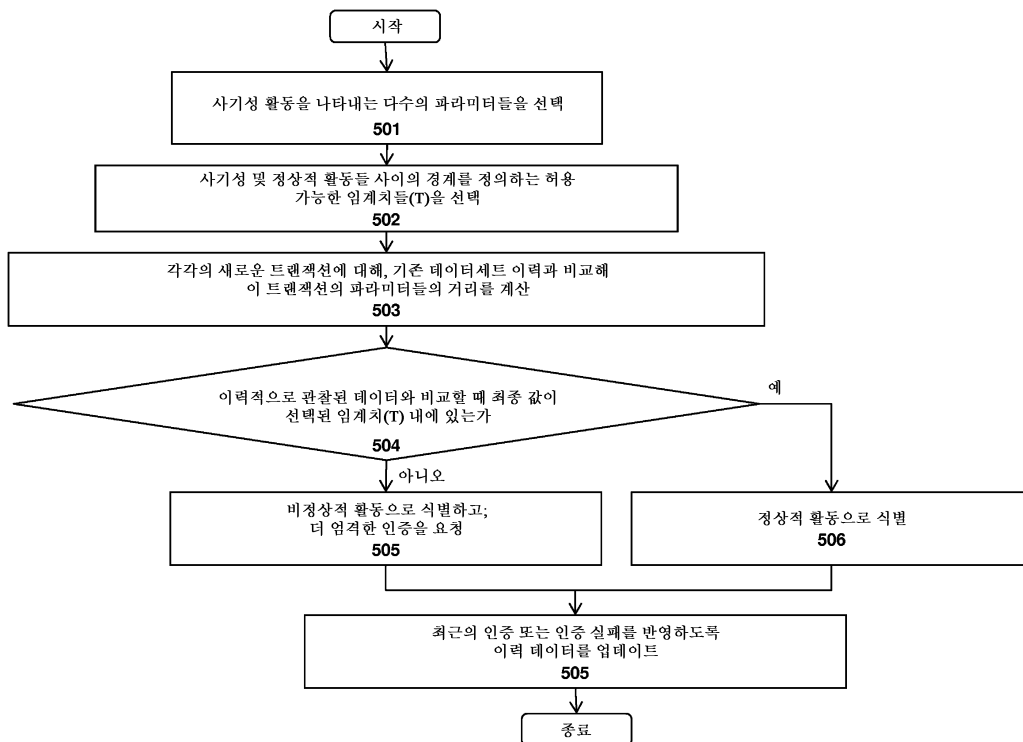 시작
사기성 활동을 나타내는 다수의 파라미터들을 선택
501
사기성 및 정상적 활동들 사이의 경계를 정의하는 허용
가능한 임계치들(T)을 선택
502
각각의 새로운 트랜잭션에 대해, 기존 데이터세트 이력과 비교해
이 트랜잭션의 파라미터들의 거리를 계산
503
이력적으로 관찰된 데이터와 비교할 때 최종 값이
선택된 임계치(T) 내에 있는가
504
예
아니오
비정상적 활동으로 식별하고;
더 엄격한 인증을 요청
505
정상적 활동으로 식별
506
최근의 인증 또는 인증 실패를 반영하도록
이력 데이터를 업데이트
505
종료